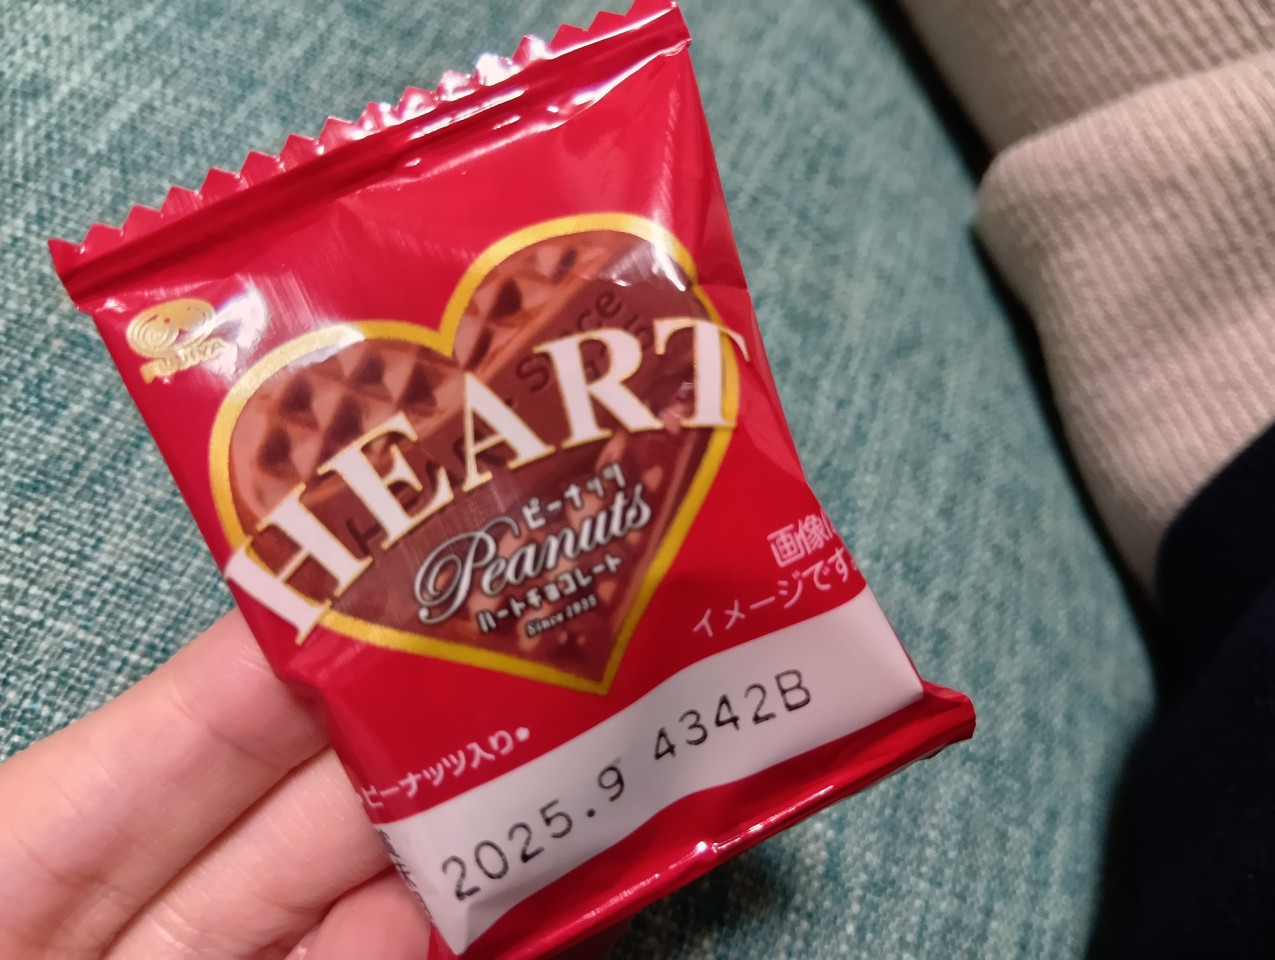 FUJIYA
HEART
ピーナッツ
Peanuts
ハートチョコレート
Since 1935
画像は
イメージです。
・ピーナッツ入り・
2025.9 4342B